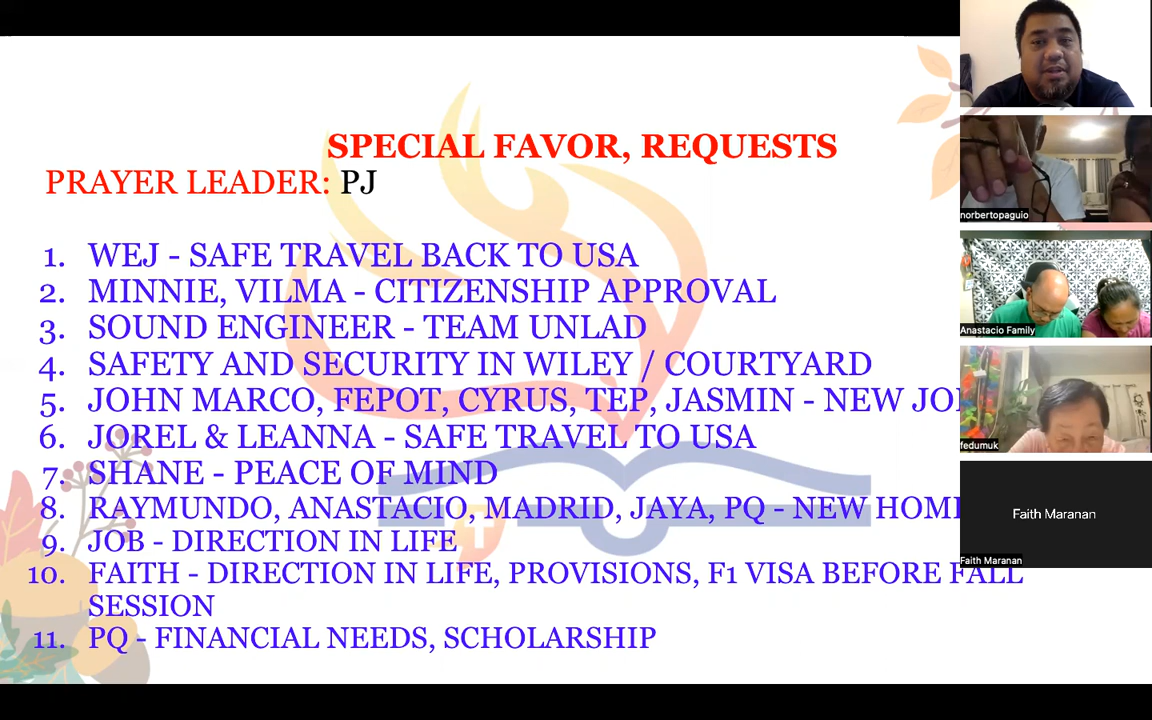 SPECIAL FAVOR, REQUESTS
PRAYER LEADER: PJ
1. WEJ - SAFE TRAVEL BACK TO USA
2. MINNIE, VILMA - CITIZENSHIP APPROVAL
3. SOUND ENGINEER - TEAM UNLAD
4. SAFETY AND SECURITY IN WILEY / COURTYARD
5. JOHN MARCO, FEPOT, CYRUS, TEP, JASMIN - NEW
6. JOREL & LEANNA - SAFE TRAVEL TO USA
7. SHANE - PEACE OF MIND
8. RAYMUNDO, ANASTACIO, MADRID, JAYA, PQ - NEW
9. JOB - DIRECTION IN LIFE
10. FAITH - DIRECTION IN LIFE, PROVISIONS, F1 VISA BEFORE FALL
SESSION
11. PQ - FINANCIAL NEEDS, SCHOLARSHIP
norbertopaguio
Anastacio Family
fedumuk
Faith Maranan
Faith Maranan